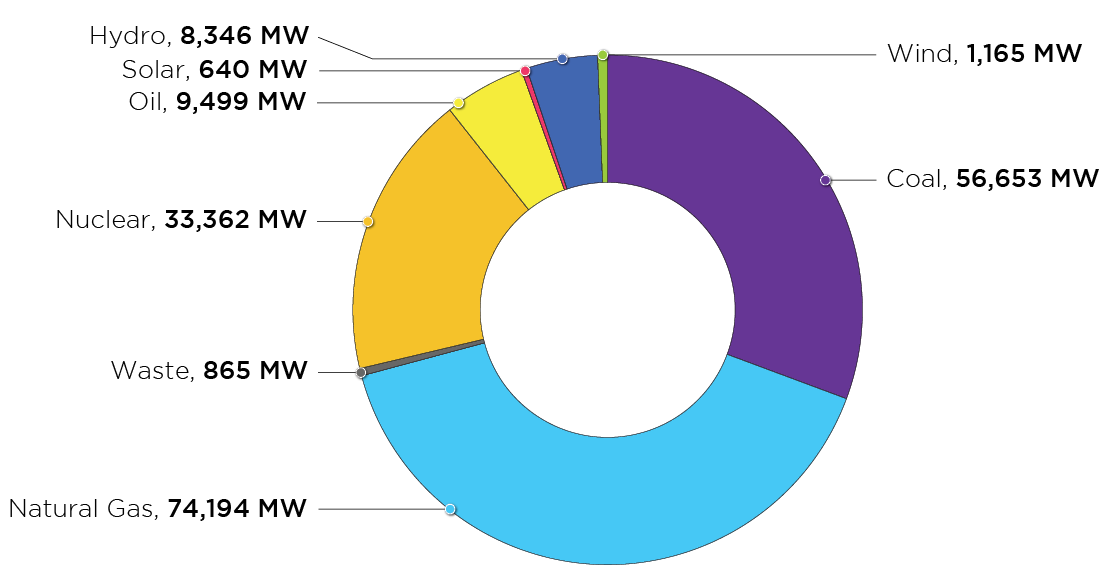 Hydro, 8,346 MW
Wind, 1,165 MW
Solar, 640 MW
Oil, 9,499 MW
Coal, 56,653 MW
Nuclear, 33,362 MW
Waste, 865 MW
Natural Gas, 74,194 MW